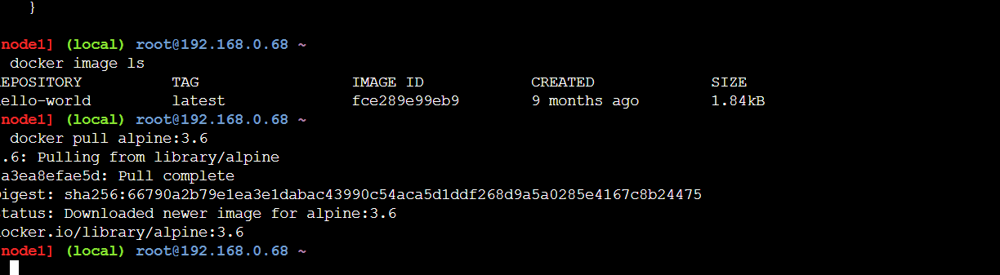 }
node1] (local) root@192.168.0.68 ~
docker image ls
EPOSITORY TAG IMAGE ID CREATED SIZE
ello-world latest fce289e99eb9 9 months ago 1.84kB
node1] (local) root@192.168.0.68 ~
docker pull alpine:3.6
.6: Pulling from library/alpine
a3ea8efae5d: Pull complete
igest: sha256:66790a2b79e1ea3e1dabac43990c54aca5d1ddf268d9a5a0285e4167c8b24475
tatus: Downloaded newer image for alpine:3.6
ocker.io/library/alpine:3.6
node1] (local) root@192.168.0.68 ~